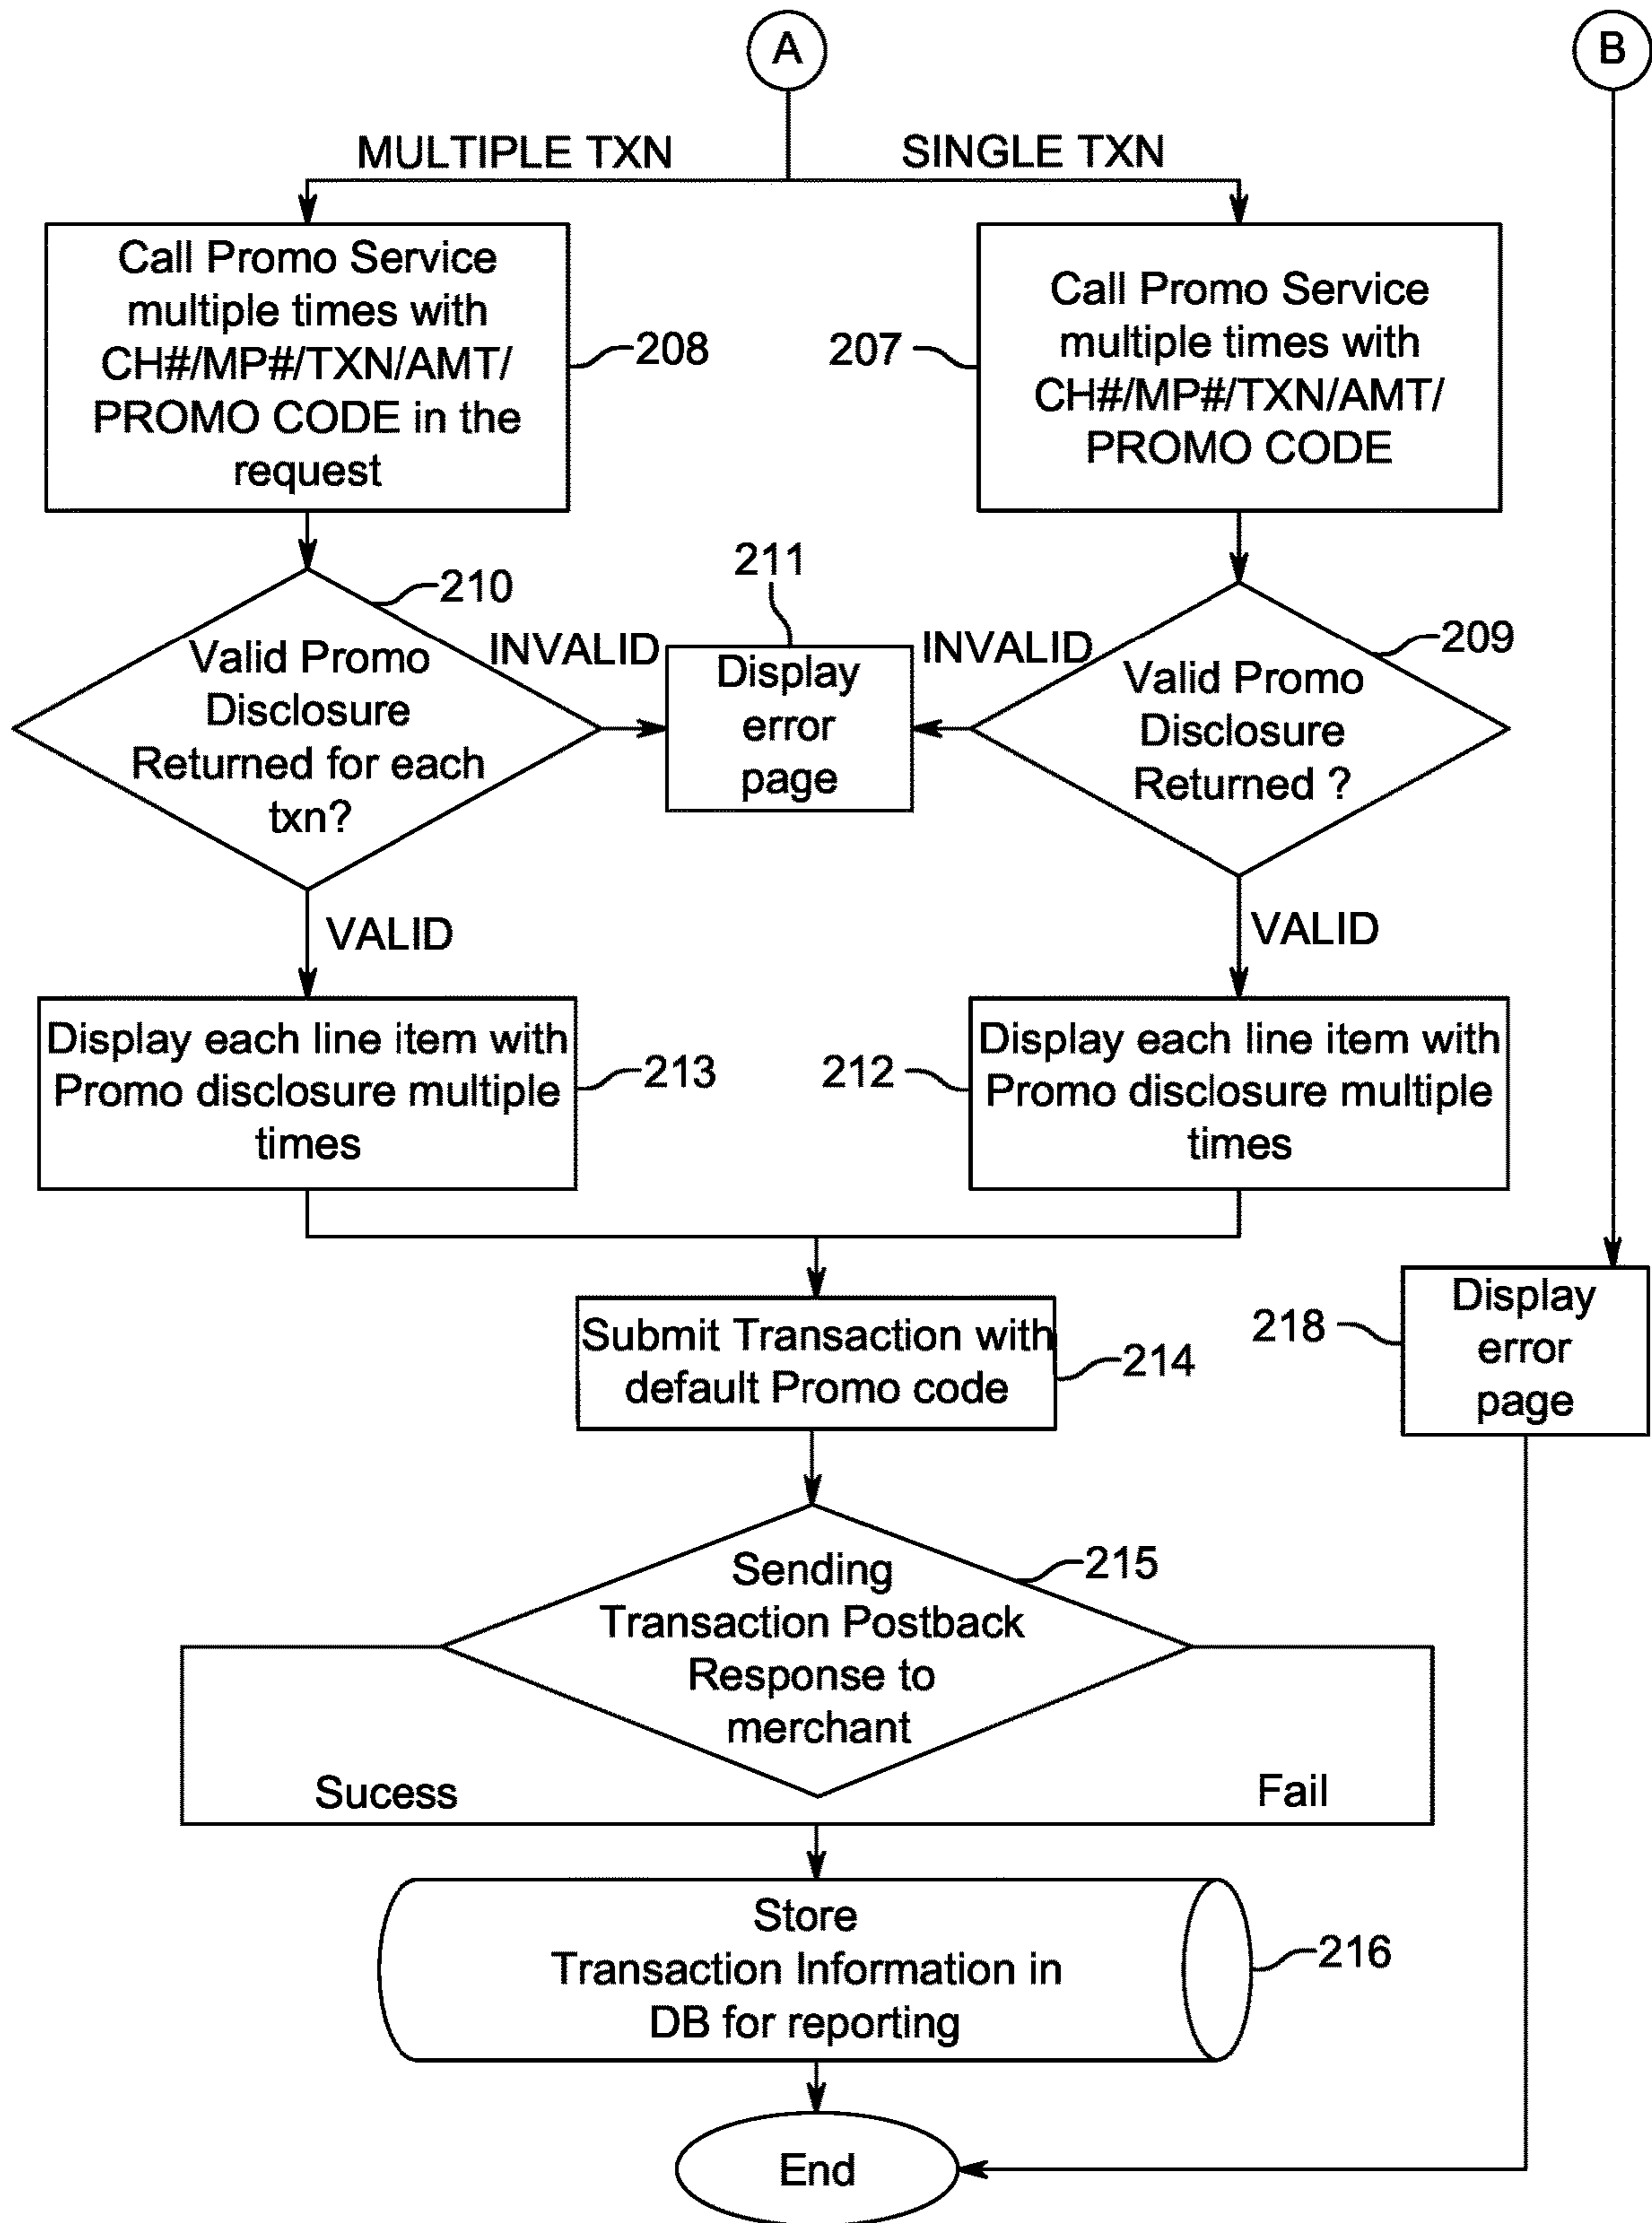 A
B
MULTIPLE TXN
SINGLE TXN
Call Promo Service
multiple times with
CH#/MP#/TXN/AMT/
PROMO CODE in the
request
208
207
Call Promo Service
multiple times with
CH#/MP#/TXN/AMT/
PROMO CODE
210
Valid Promo
Disclosure
Returned for each
txn?
INVALID
211
Display
error
page
INVALID
209
Valid Promo
Disclosure
Returned ?
VALID
VALID
Display each line item with
Promo disclosure multiple
times
213
212
Display each line item with
Promo disclosure multiple
times
Submit Transaction with
default Promo code
214
218
Display
error
page
Sending
Transaction Postback
Response to
merchant
215
Sucess
Fail
Store
Transaction Information in
DB for reporting
216
End